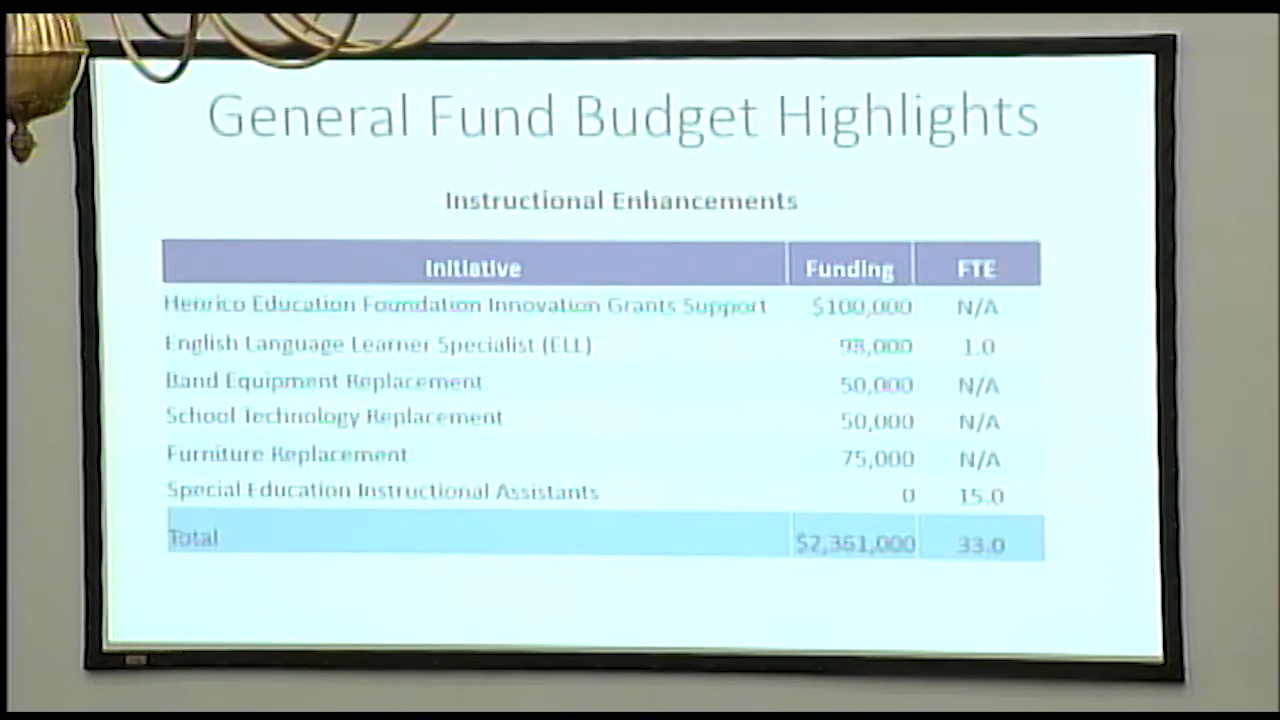 General Fund Budget Highlights
Instructional Enhancements
Initiative Funding FTE
Henrico Education Foundation Innovation Grants Support $100,000 N/A
English Language Learner Specialist (ELL) 98,000 1.0
Band Equipment Replacement 50,000 N/A
School Technology Replacement 50,000 N/A
Furniture Replacement 75,000 N/A
Special Education Instructional Assistants 0 15.0
Total $2,361,000 33.0